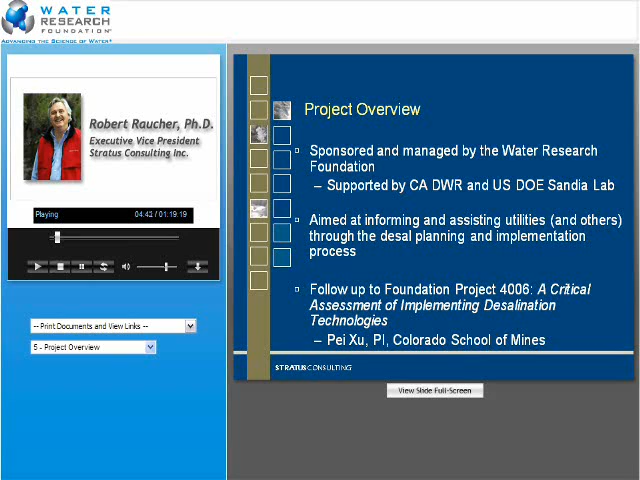 WATER
RESEARCH
FOUNDATION
ADVANCING THE SCIENCE OF WATER®
Robert Raucher, Ph.D.
Executive Vice President
Stratus Consulting Inc.
Playing 04:42 / 01:19:19
-- Print Documents and View Links --
5 - Project Overview
Project Overview
Sponsored and managed by the Water Research
Foundation
– Supported by CA DWR and US DOE Sandia Lab
Aimed at informing and assisting utilities (and others)
through the desal planning and implementation
process
Follow up to Foundation Project 4006: A Critical
Assessment of Implementing Desalination
Technologies
– Pei Xu, PI, Colorado School of Mines
STRATUS CONSULTING
View Slide Full-Screen